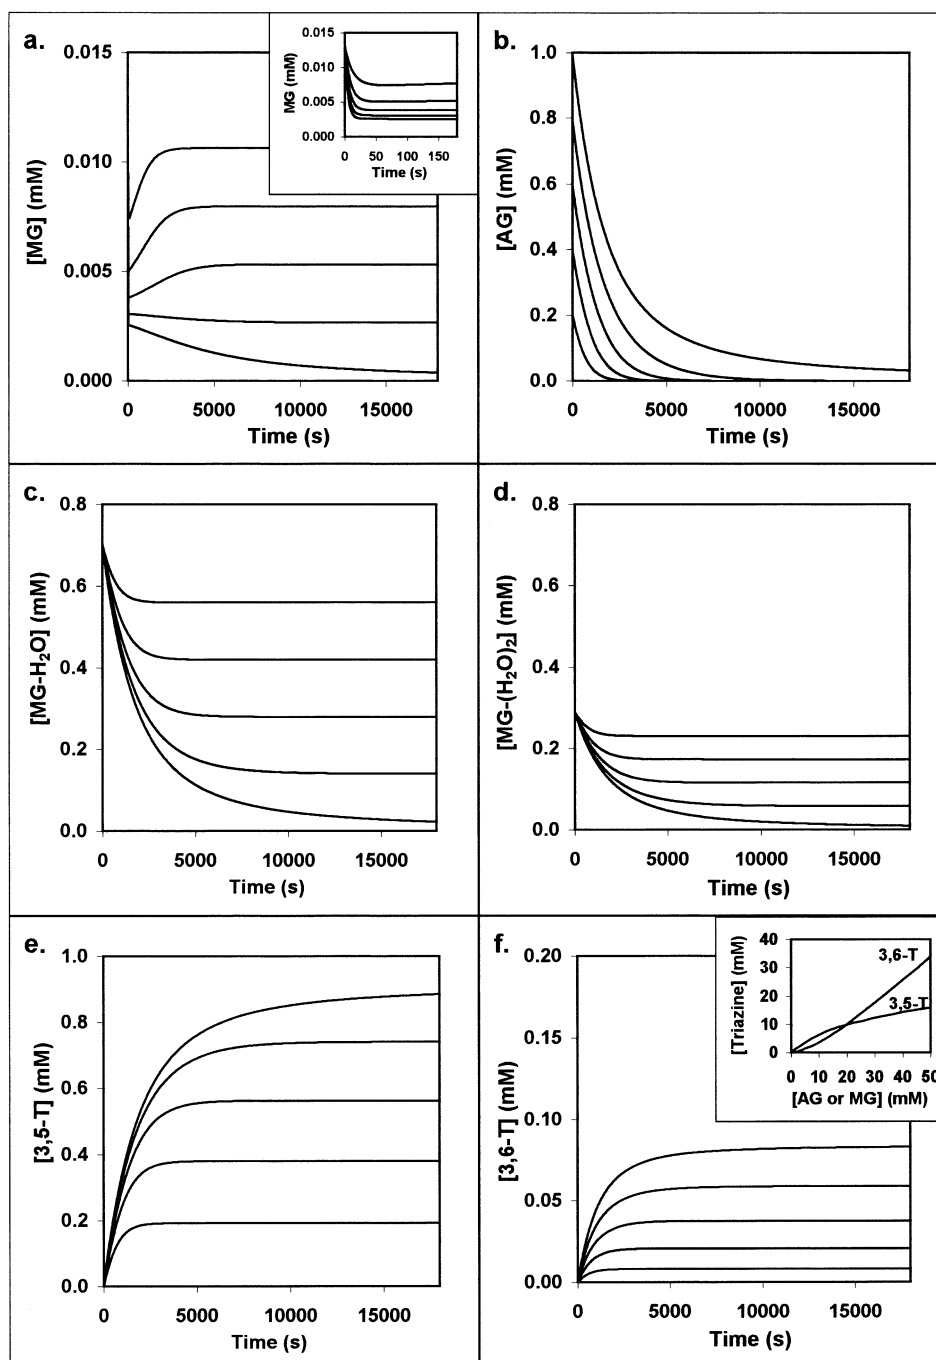 a.
0.015
0.010
0.005
0.000
[MG] (mM)
0 5000 10000 15000
Time (s)
0.015
0.010
0.005
0.000
MG (mM)
0 50 100 150
Time (s)
b.
1.0
0.8
0.6
0.4
0.2
0.0
[AG] (mM)
0 5000 10000 15000
Time (s)
c.
0.8
0.6
0.4
0.2
0.0
[MG-H₂O] (mM)
0 5000 10000 15000
Time (s)
d.
0.8
0.6
0.4
0.2
0.0
[MG-(H₂O)₂] (mM)
0 5000 10000 15000
Time (s)
e.
1.0
0.8
0.6
0.4
0.2
0.0
[3,5-T] (mM)
0 5000 10000 15000
Time (s)
f.
0.20
0.15
0.10
0.05
0.00
[3,6-T] (mM)
0 5000 10000 15000
Time (s)
40
30
20
10
0
[Triazine] (mM)
3,6-T
3,5-T
0 10 20 30 40 50
[AG or MG] (mM)